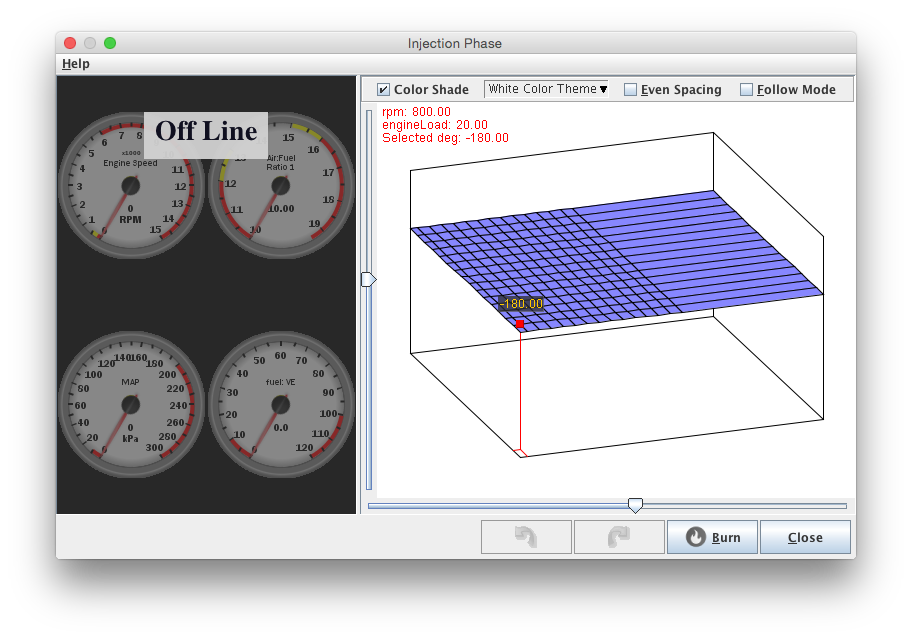 Injection Phase
Help
Off Line
0 1 2 3 4 5 6 7 8 11 12 13 14 15
x1000
Engine Speed
0
RPM
10 11 12 15 16 17 18 19
Air:Fuel
Ratio 1
10.00
0 20 40 60 80 100 120 140 160 180 200 220 240 260 280 300
MAP
0
kPa
0 10 20 30 40 50 60 70 80 90 100 110 120
fuel: VE
0.0
Color Shade White Color Theme Even Spacing Follow Mode
rpm: 800.00
engineLoad: 20.00
Selected deg: -180.00
-180.00
Burn Close